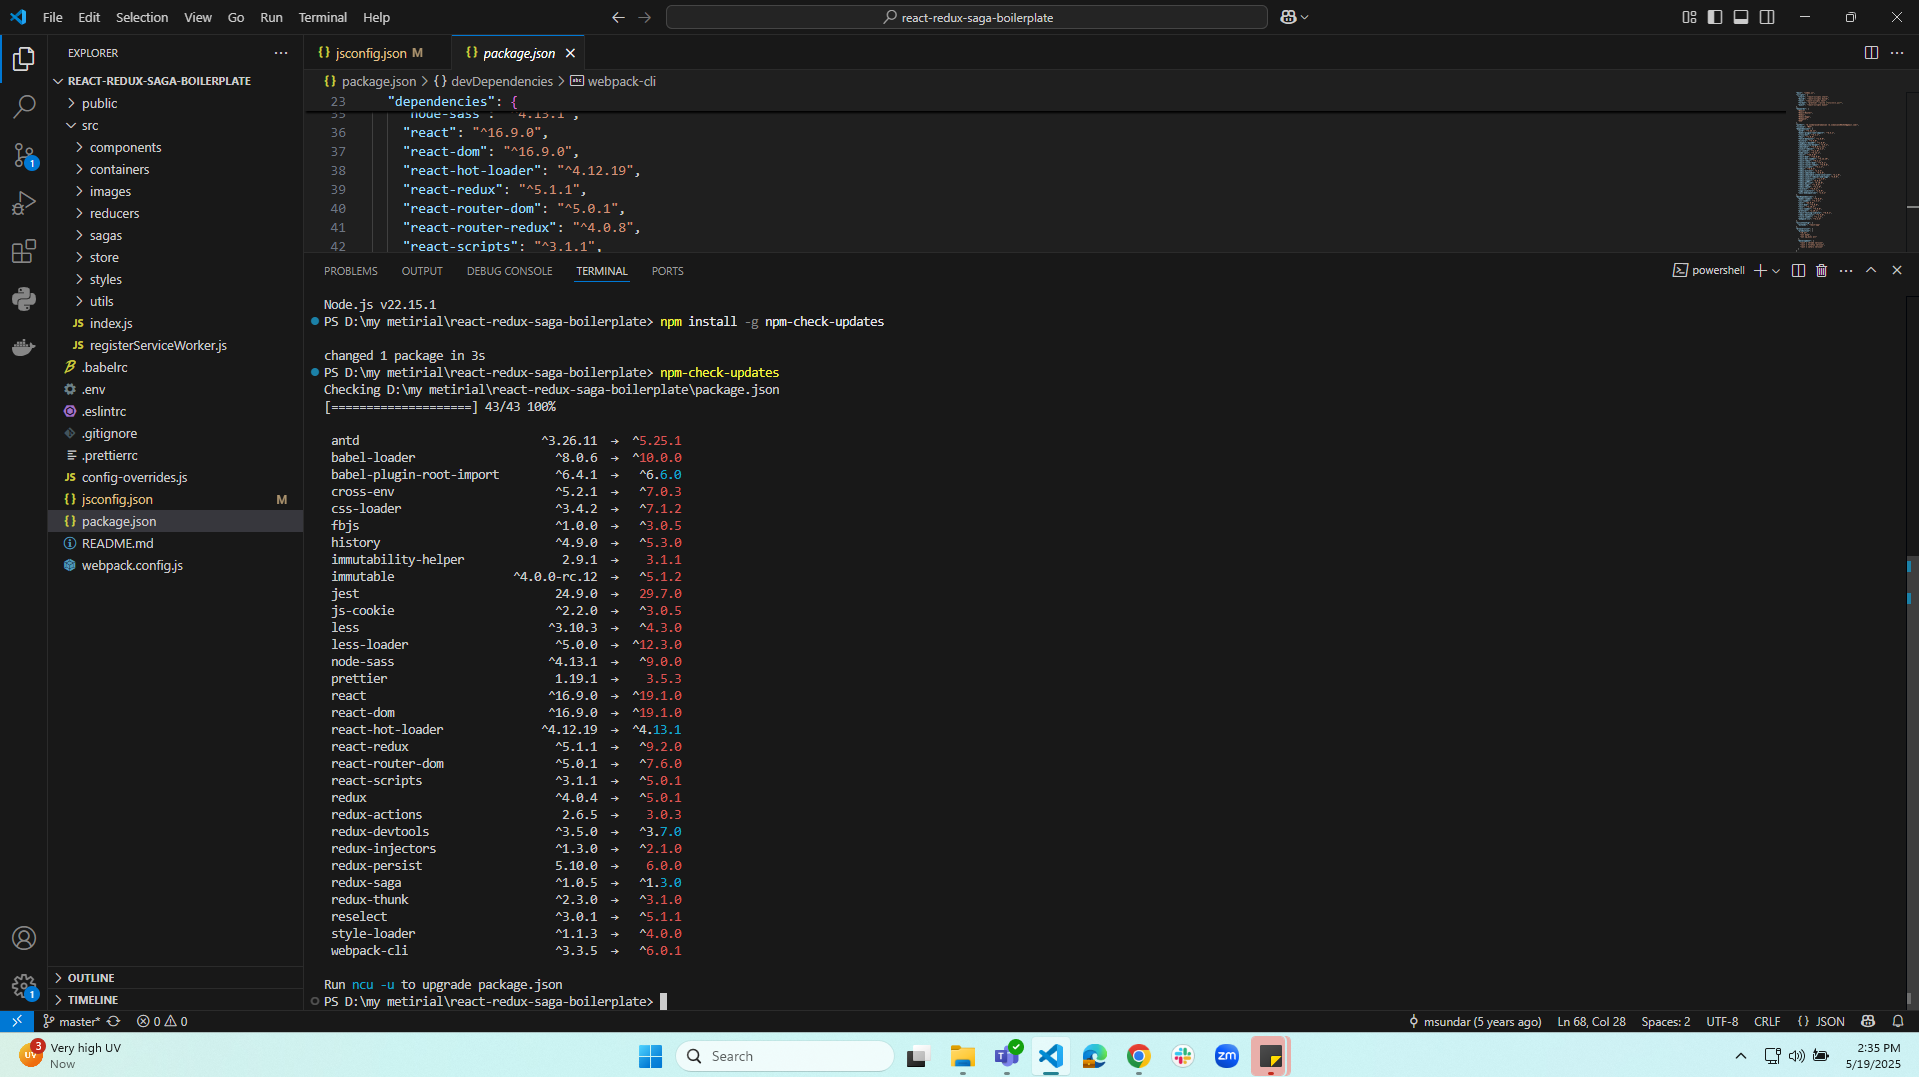 File Edit Selection View Go Run Terminal Help
react-redux-saga-boilerplate
EXPLORER
REACT-REDUX-SAGA-BOILERPLATE
public
src
components
containers
images
reducers
sagas
store
styles
utils
JS index.js
JS registerServiceWorker.js
.babelrc
.env
.eslintrc
.gitignore
.prettierrc
JS config-overrides.js
{} jsconfig.json M
{} package.json
README.md
webpack.config.js
OUTLINE
TIMELINE
1
1
{} jsconfig.json M
{} package.json
{} package.json > {} devDependencies > abc webpack-cli
23 "dependencies": {
35 "node-sass": "^4.13.1",
36 "react": "^16.9.0",
37 "react-dom": "^16.9.0",
38 "react-hot-loader": "^4.12.19",
39 "react-redux": "^5.1.1",
40 "react-router-dom": "^5.0.1",
41 "react-router-redux": "^4.0.8",
42 "react-scripts": "^3.1.1",
PROBLEMS OUTPUT DEBUG CONSOLE TERMINAL PORTS
powershell
Node.js v22.15.1
PS D:\my metirial\react-redux-saga-boilerplate> npm install -g npm-check-updates
changed 1 package in 3s
PS D:\my metirial\react-redux-saga-boilerplate> npm-check-updates
Checking D:\my metirial\react-redux-saga-boilerplate\package.json
[====================] 43/43 100%
antd ^3.26.11 → ^5.25.1
babel-loader ^8.0.6 → ^10.0.0
babel-plugin-root-import ^6.4.1 → ^6.6.0
cross-env ^5.2.1 → ^7.0.3
css-loader ^3.4.2 → ^7.1.2
fbjs ^1.0.0 → ^3.0.5
history ^4.9.0 → ^5.3.0
immutability-helper 2.9.1 → 3.1.1
immutable ^4.0.0-rc.12 → ^5.1.2
jest 24.9.0 → 29.7.0
js-cookie ^2.2.0 → ^3.0.5
less ^3.10.3 → ^4.3.0
less-loader ^5.0.0 → ^12.3.0
node-sass ^4.13.1 → ^9.0.0
prettier 1.19.1 → 3.5.3
react ^16.9.0 → ^19.1.0
react-dom ^16.9.0 → ^19.1.0
react-hot-loader ^4.12.19 → ^4.13.1
react-redux ^5.1.1 → ^9.2.0
react-router-dom ^5.0.1 → ^7.6.0
react-scripts ^3.1.1 → ^5.0.1
redux ^4.0.4 → ^5.0.1
redux-actions 2.6.5 → 3.0.3
redux-devtools ^3.5.0 → ^3.7.0
redux-injectors ^1.3.0 → ^2.1.0
redux-persist 5.10.0 → 6.0.0
redux-saga ^1.0.5 → ^1.3.0
redux-thunk ^2.3.0 → ^3.1.0
reselect ^3.0.1 → ^5.1.1
style-loader ^1.1.3 → ^4.0.0
webpack-cli ^3.3.5 → ^6.0.1
Run ncu -u to upgrade package.json
PS D:\my metirial\react-redux-saga-boilerplate>
master* 0 0 msundar (5 years ago) Ln 68, Col 28 Spaces: 2 UTF-8 CRLF {} JSON
UV 3 Very high UV
Now
Search
zm
2:35 PM
5/19/2025